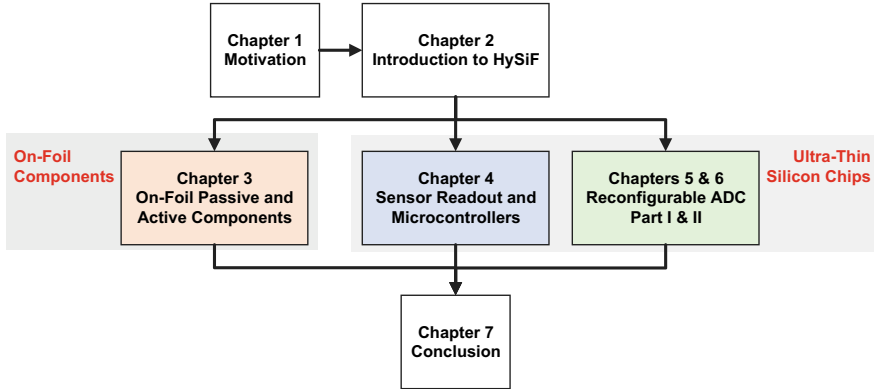 Chapter 1
Motivation
Chapter 2
Introduction to HySiF
On-Foil
Components
Chapter 3
On-Foil Passive and
Active Components
Chapter 4
Sensor Readout and
Microcontrollers
Chapters 5 & 6
Reconfigurable ADC
Part I & II
Ultra-Thin
Silicon Chips
Chapter 7
Conclusion